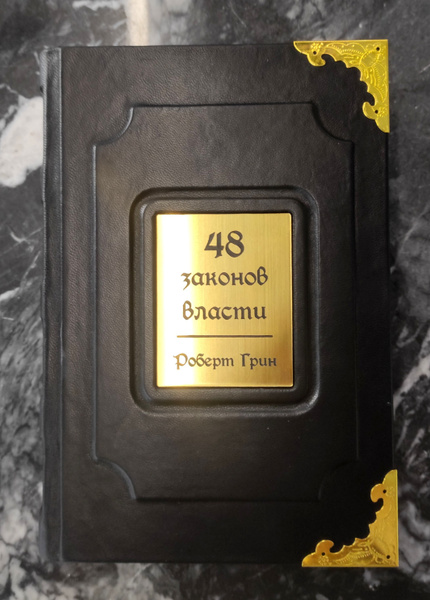 48
законов
власти
Роберт Грин